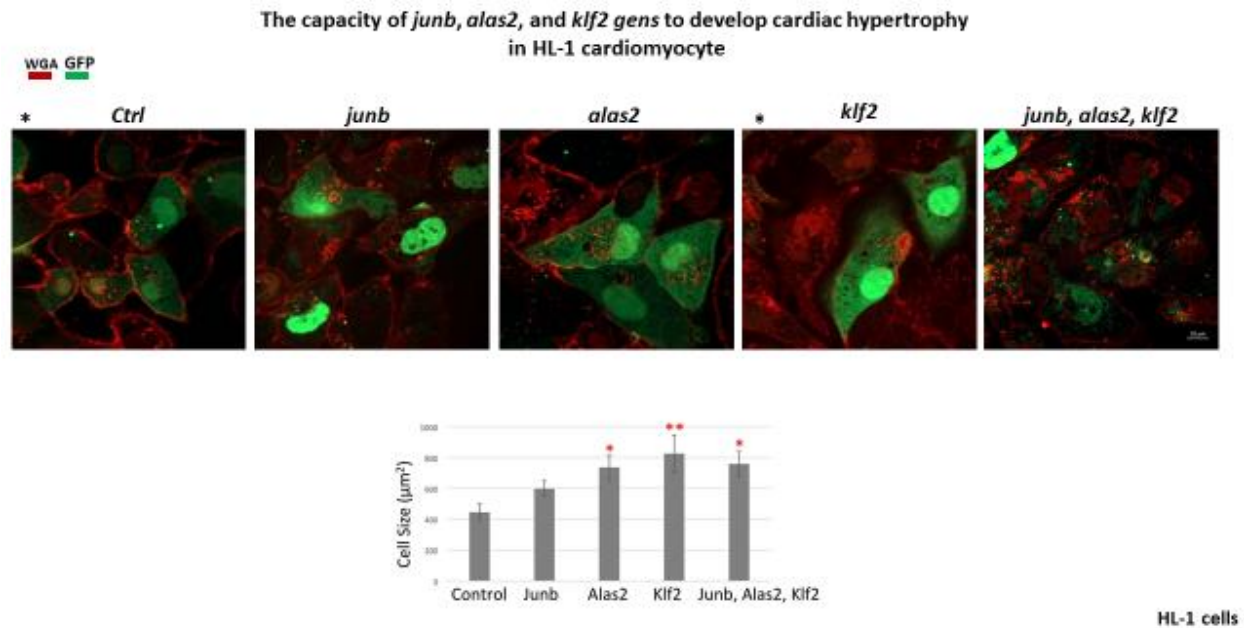 The capacity of junb, alas2, and klf2 gens to develop cardiac hypertrophy
in HL-1 cardiomyocyte
WGA GFP
* Ctrl
junb
alas2
* klf2
junb, alas2, klf2
1000
800
600
400
200
0
Cell Size (µm²)
*
**
*
Control Junb Alas2 Klf2 Junb, Alas2, Klf2
HL-1 cells